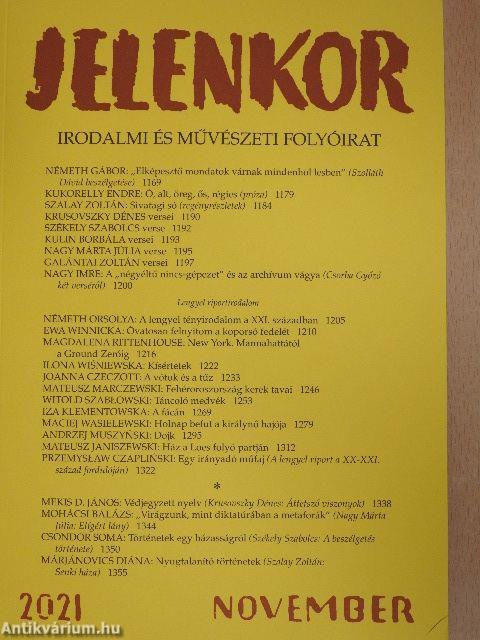 JELENKOR
IRODALMI ÉS MŰVÉSZETI FOLYÓIRAT
NÉMETH GÁBOR: „Elképesztő mondatok várnak mindenhol lesben” (Szolláth
Dávid beszélgetése) 1169
KUKORELLY ENDRE: Ó, alt, öreg, ős, régies (próza) 1179
SZALAY ZOLTÁN: Sivatagi só (regényrészletek) 1184
KRUSOVSZKY DÉNES versei 1190
SZÉKELY SZABOLCS verse 1192
KULIN BORBÁLA versei 1193
NAGY MÁRTA JÚLIA verse 1195
GALÁNTAI ZOLTÁN versei 1197
NAGY IMRE: A „négyéltű nincs-gépezet” és az archívum vágya (Csorba Győző
két verséről) 1200
Lengyel riportirodalom
NÉMETH ORSOLYA: A lengyel tényirodalom a XXI. században 1205
EWA WINNICKA: Óvatosan felnyitom a koporsó fedelét 1210
MAGDALENA RITTENHOUSE: New York. Mannahattától
a Ground Zeróig 1216
ILONA WIŚNIEWSKA: Kísértetek 1222
JOANNA CZECZOTT: A vótuk és a tűz 1233
MATEUSZ MARCZEWSKI: Fehéroroszország kerek tavai 1246
WITOLD SZABŁOWSKI: Táncoló medvék 1253
IZA KLEMENTOWSKA: A fácán 1269
MACIEJ WASIELEWSKI: Holnap befut a királynő hajója 1279
ANDRZEJ MUSZYŃSKI: Dojk 1295
MATEUSZ JANISZEWSKI: Ház a Loes folyó partján 1312
PRZEMYSŁAW CZAPLIŃSKI: Egy irányadó műfaj (A lengyel riport a XX-XXI.
század fordulóján) 1322
*
MEKIS D. JÁNOS: Védjegyzett nyelv (Krusovszky Dénes: Áttetsző viszonyok) 1338
MOHÁCSI BALÁZS: „Virágzunk, mint diktatúrában a metaforák” (Nagy Márta
Júlia: Elígért lány) 1344
CSONDOR SOMA: Történetek egy házasságról (Székely Szabolcs: A beszélgetés
története) 1350
MÁRJÁNOVICS DIÁNA: Nyugtalanító történetek (Szalay Zoltán:
Senki háza) 1355
2021 NOVEMBER
Antikvárium.hu